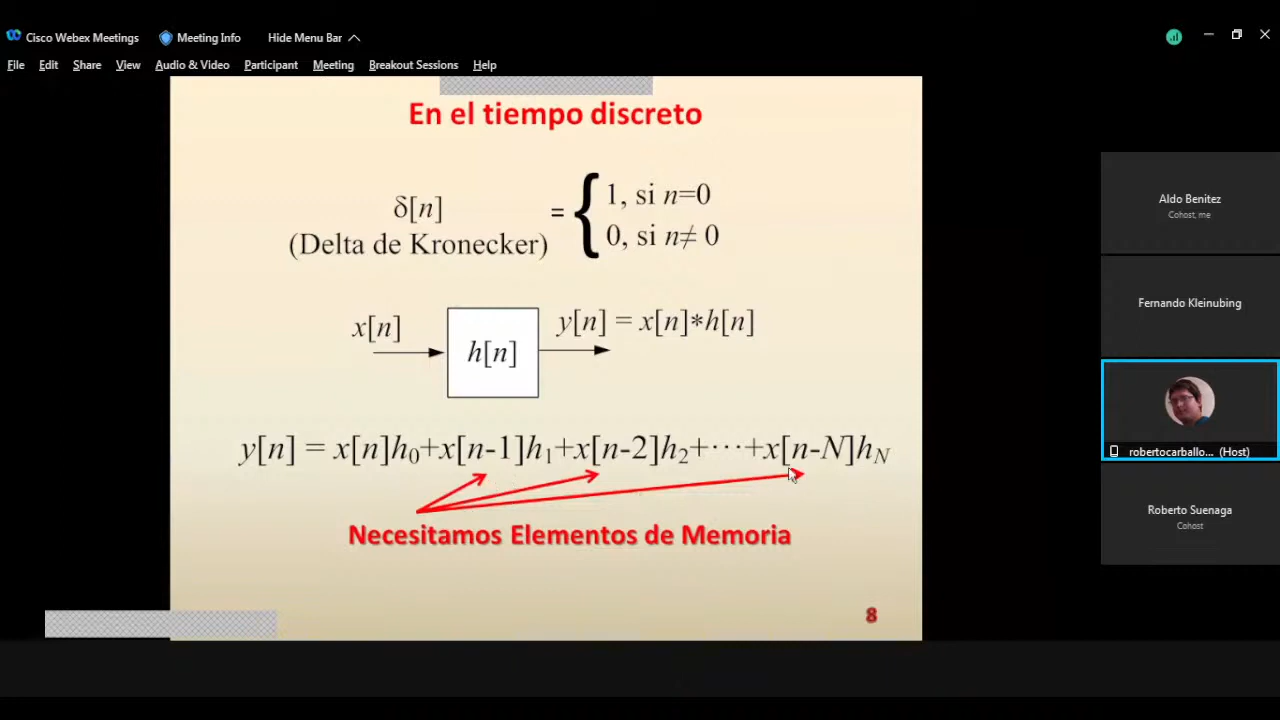 Cisco Webex Meetings Meeting Info Hide Menu Bar
File Edit Share View Audio & Video Participant Meeting Breakout Sessions Help
En el tiempo discreto
δ[n]
(Delta de Kronecker)
= { 1, si n=0
0, si n≠ 0
x[n]
h[n]
y[n] = x[n]*h[n]
y[n] = x[n]h₀+x[n-1]h₁+x[n-2]h₂+···+x[n-N]h_N
Necesitamos Elementos de Memoria
8
Aldo Benitez
Cohost, me
Fernando Kleinubing
robertocarballo... (Host)
Roberto Suenaga
Cohost